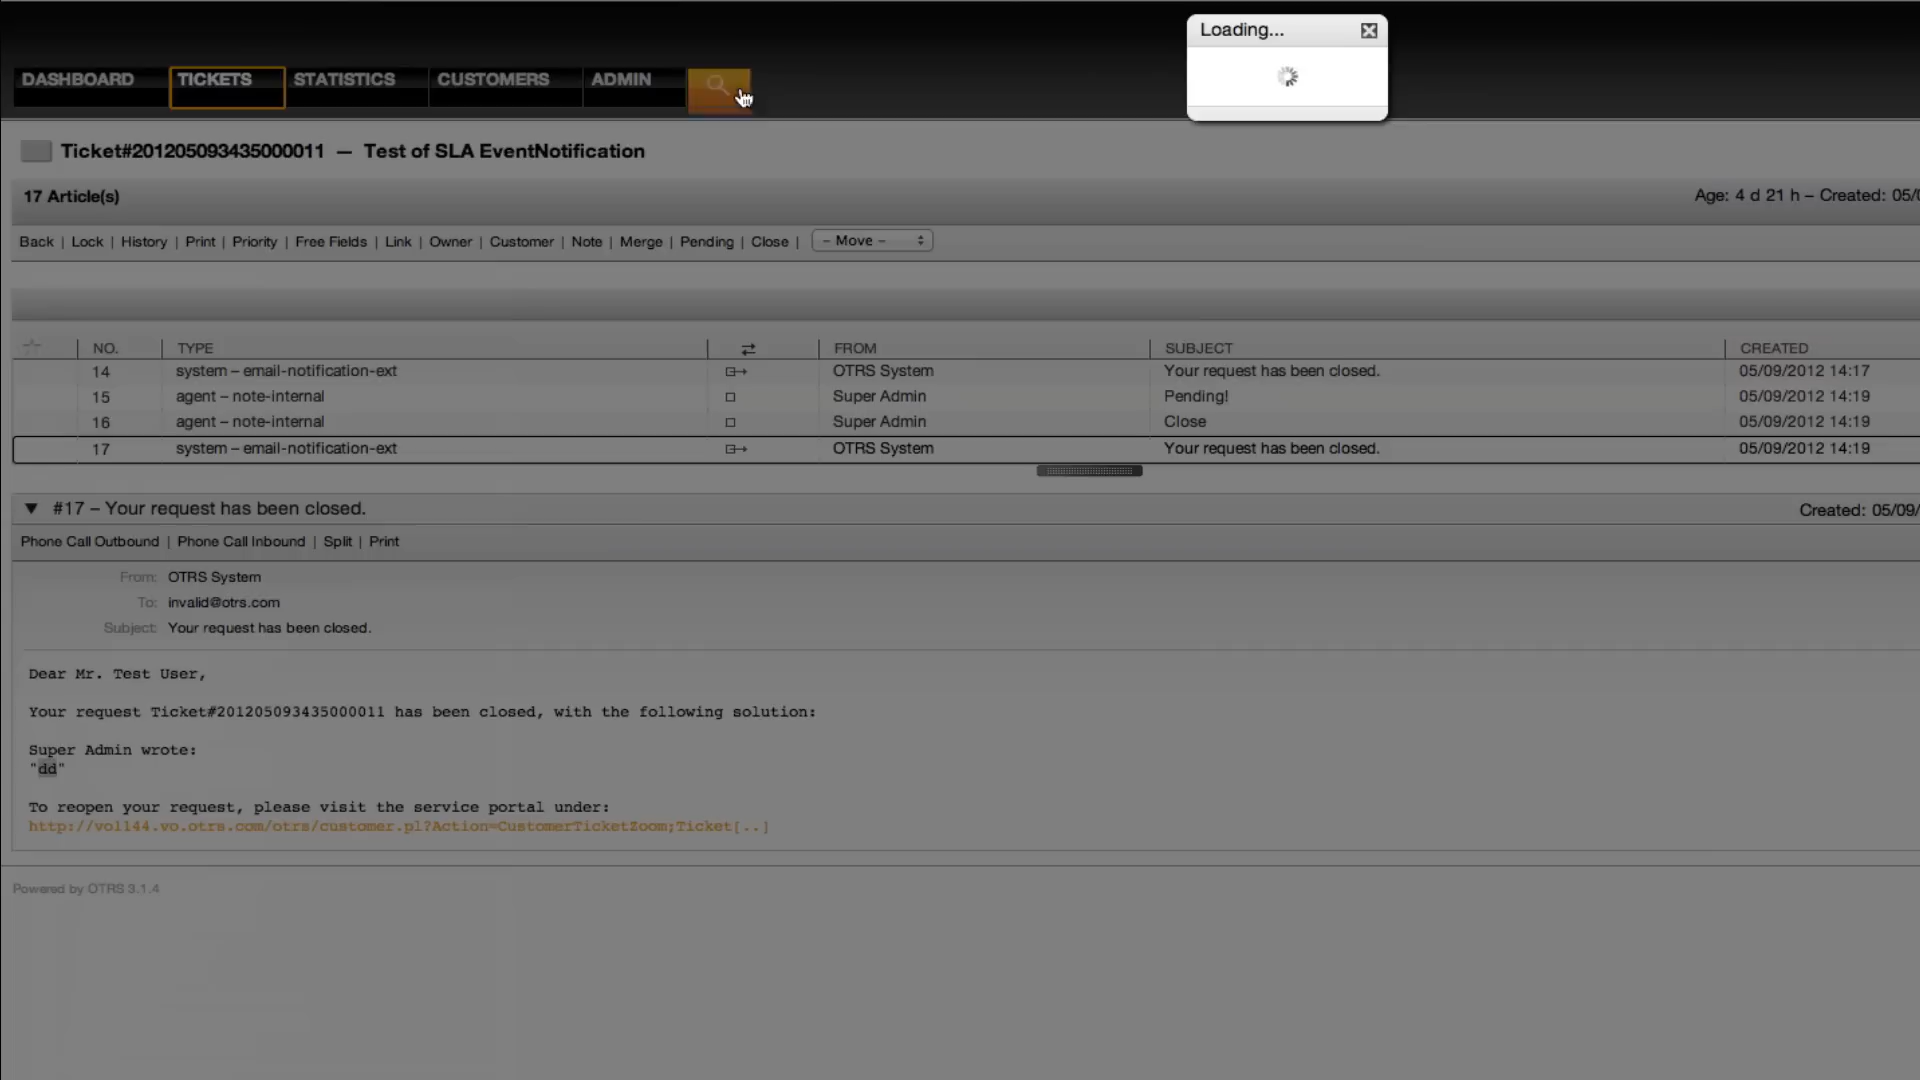 Loading...
DASHBOARD TICKETS STATISTICS CUSTOMERS ADMIN
Ticket#201205093435000011 — Test of SLA EventNotification
17 Article(s) Age: 4 d 21 h – Created: 05/0
Back | Lock | History | Print | Priority | Free Fields | Link | Owner | Customer | Note | Merge | Pending | Close | – Move –
NO. TYPE FROM SUBJECT CREATED
14 system – email-notification-ext OTRS System Your request has been closed. 05/09/2012 14:17
15 agent – note-internal Super Admin Pending! 05/09/2012 14:19
16 agent – note-internal Super Admin Close 05/09/2012 14:19
17 system – email-notification-ext OTRS System Your request has been closed. 05/09/2012 14:19
#17 – Your request has been closed. Created: 05/09/
Phone Call Outbound | Phone Call Inbound | Split | Print
From: OTRS System
To: invalid@otrs.com
Subject: Your request has been closed.
Dear Mr. Test User,
Your request Ticket#201205093435000011 has been closed, with the following solution:
Super Admin wrote:
"dd"
To reopen your request, please visit the service portal under:
http://vo1144.vo.otrs.com/otrs/customer.pl?Action=CustomerTicketZoom;Ticket[..]
Powered by OTRS 3.1.4